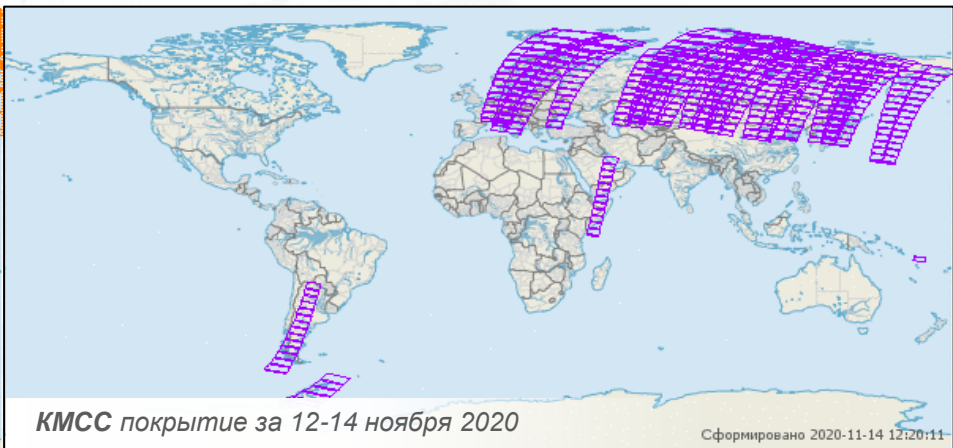 КМСС покрытие за 12-14 ноября 2020
Сформировано 2020-11-14 12:20:11